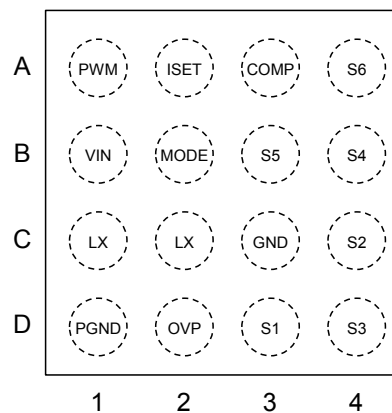 A PWM ISET COMP S6
B VIN MODE S5 S4
C LX LX GND S2
D PGND OVP S1 S3
1 2 3 4